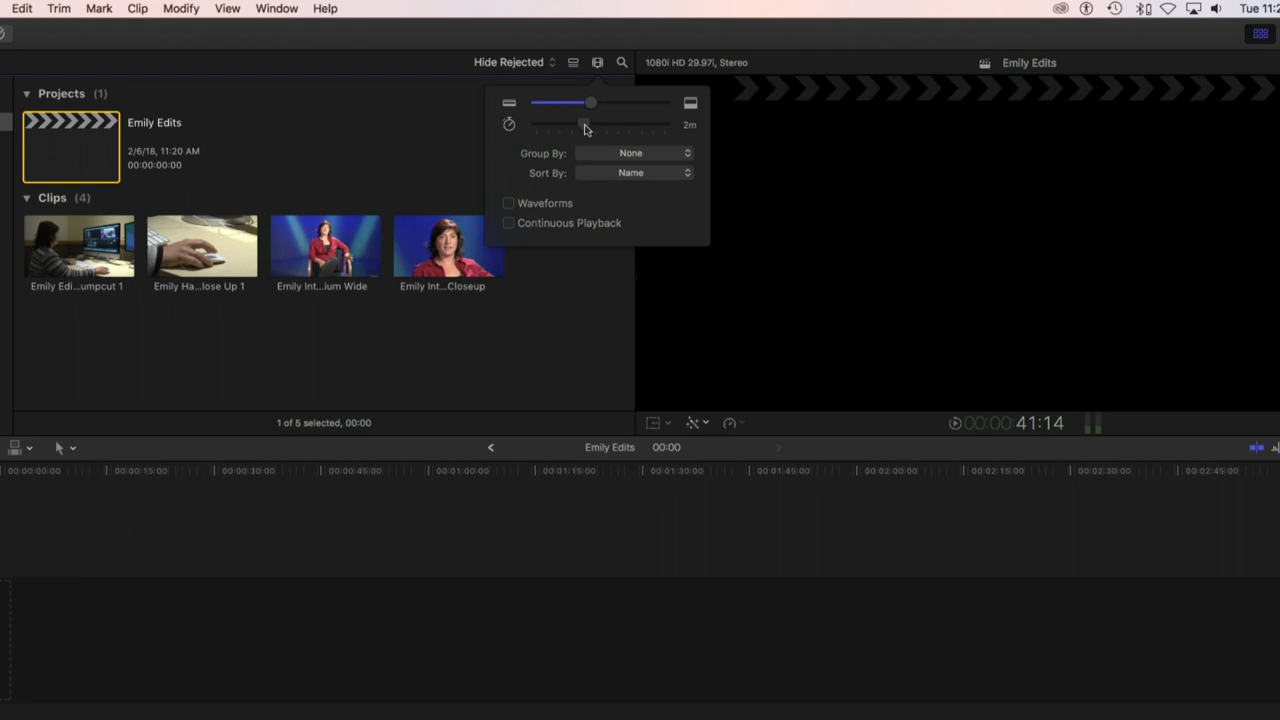 Edit Trim Mark Clip Modify View Window Help
Tue 11:2
Hide Rejected
1080i HD 29.97i, Stereo
Emily Edits
Projects (1)
Emily Edits
2/6/18, 11:20 AM
00:00:00:00
2m
Group By: None
Sort By: Name
Waveforms
Continuous Playback
Clips (4)
Emily Edi...umpcut 1
Emily Ha...lose Up 1
Emily Int...ium Wide
Emily Int...Closeup
1 of 5 selected, 00:00
00:00:41:14
Emily Edits 00:00
00:00:00:00 00:00:15:00 00:00:30:00 00:00:45:00 00:01:00:00 00:01:15:00 00:01:30:00 00:01:45:00 00:02:00:00 00:02:15:00 00:02:30:00 00:02:45:00